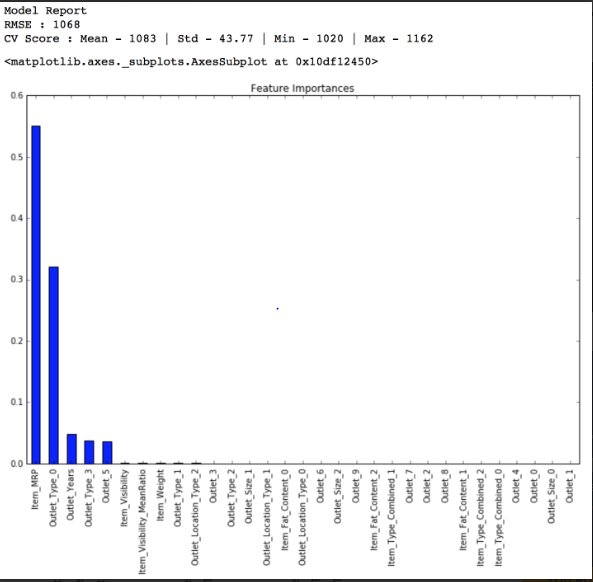 Model Report
RMSE : 1068
CV Score : Mean - 1083 | Std - 43.77 | Min - 1020 | Max - 1162
<matplotlib.axes._subplots.AxesSubplot at 0x10df12450>
Feature Importances
0.6
0.5
0.4
0.3
0.2
0.1
0.0
Item_MRP
Outlet_Type_0
Outlet_Years
Outlet_Type_3
Outlet_5
Item_Visibility
Item_Visibility_MeanRatio
Item_Weight
Outlet_Type_1
Outlet_Location_Type_2
Outlet_3
Outlet_Type_2
Outlet_Size_1
Outlet_Location_Type_1
Item_Fat_Content_0
Outlet_Location_Type_0
Outlet_6
Outlet_Size_2
Outlet_9
Item_Fat_Content_2
Item_Type_Combined_1
Outlet_7
Outlet_2
Outlet_8
Item_Fat_Content_1
Item_Type_Combined_2
Item_Type_Combined_0
Outlet_4
Outlet_0
Outlet_Size_0
Outlet_1